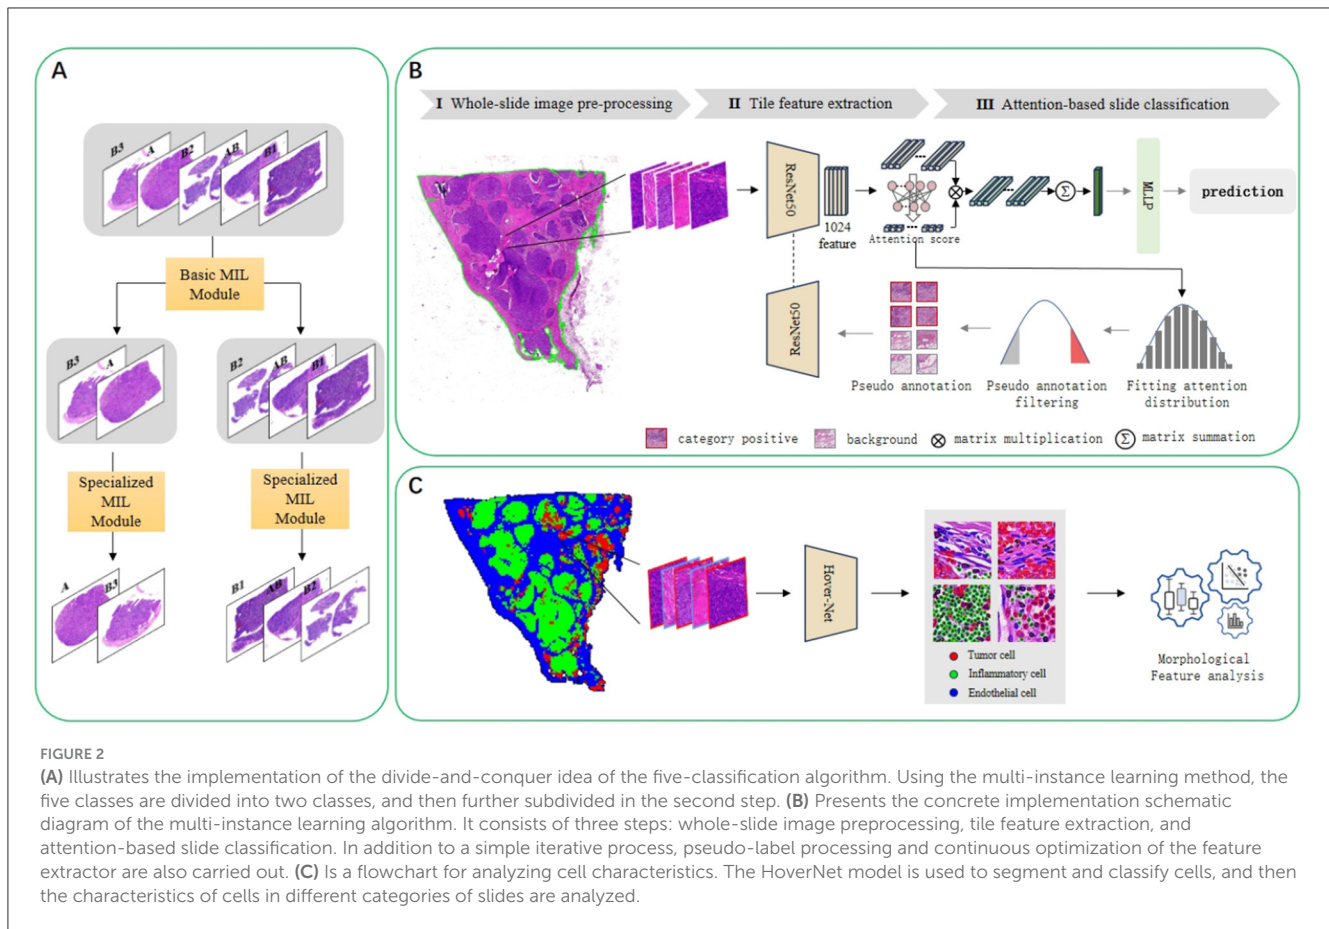 A
B3 A B2 AB B1
Basic MIL
Module
B3 A
B2 AB B1
Specialized
MIL
Module
Specialized
MIL
Module
A B3
B1 AB B2
B
I Whole-slide image pre-processing
II Tile feature extraction
III Attention-based slide classification
ResNet50
1024
feature
Attention score
Σ
MLLP
prediction
ResNet50
Pseudo annotation
Pseudo annotation
filtering
Fitting attention
distribution
category positive
background
matrix multiplication
Σ matrix summation
C
Hover-Net
Tumor cell
Inflammatory cell
Endothelial cell
Morphological
Feature analysis
FIGURE 2
(A) Illustrates the implementation of the divide-and-conquer idea of the five-classification algorithm. Using the multi-instance learning method, the
five classes are divided into two classes, and then further subdivided in the second step. (B) Presents the concrete implementation schematic
diagram of the multi-instance learning algorithm. It consists of three steps: whole-slide image preprocessing, tile feature extraction, and
attention-based slide classification. In addition to a simple iterative process, pseudo-label processing and continuous optimization of the feature
extractor are also carried out. (C) Is a flowchart for analyzing cell characteristics. The HoverNet model is used to segment and classify cells, and then
the characteristics of cells in different categories of slides are analyzed.